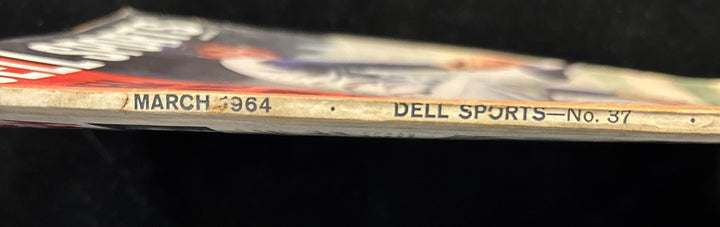 MARCH 1964 · DELL SPORTS—No. 37 ·